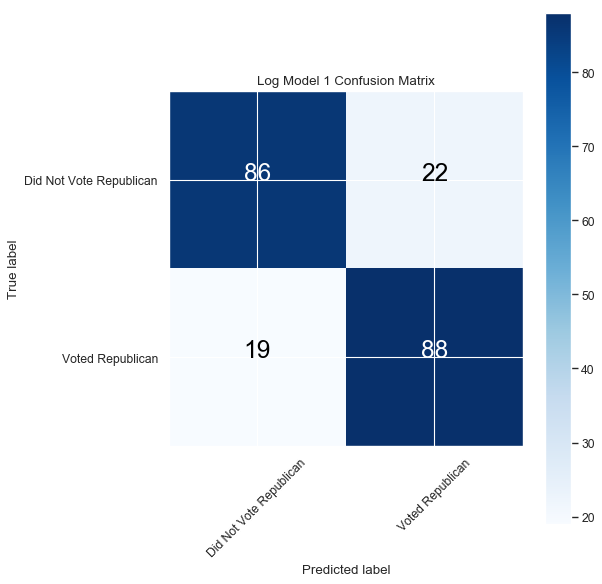 Log Model 1 Confusion Matrix
True label
Did Not Vote Republican
86
22
Voted Republican
19
88
Did Not Vote Republican
Voted Republican
Predicted label
80
70
60
50
40
30
20